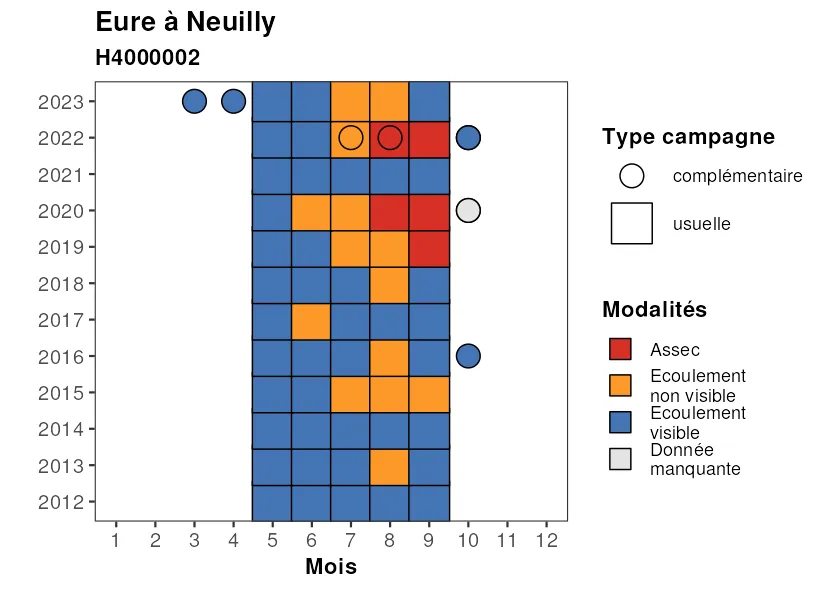 Eure à Neuilly
H4000002
2023
2022
2021
2020
2019
2018
2017
2016
2015
2014
2013
2012
1 2 3 4 5 6 7 8 9 10 11 12
Mois
Type campagne
complémentaire
usuelle
Modalités
Assec
Ecoulement
non visible
Ecoulement
visible
Donnée
manquante